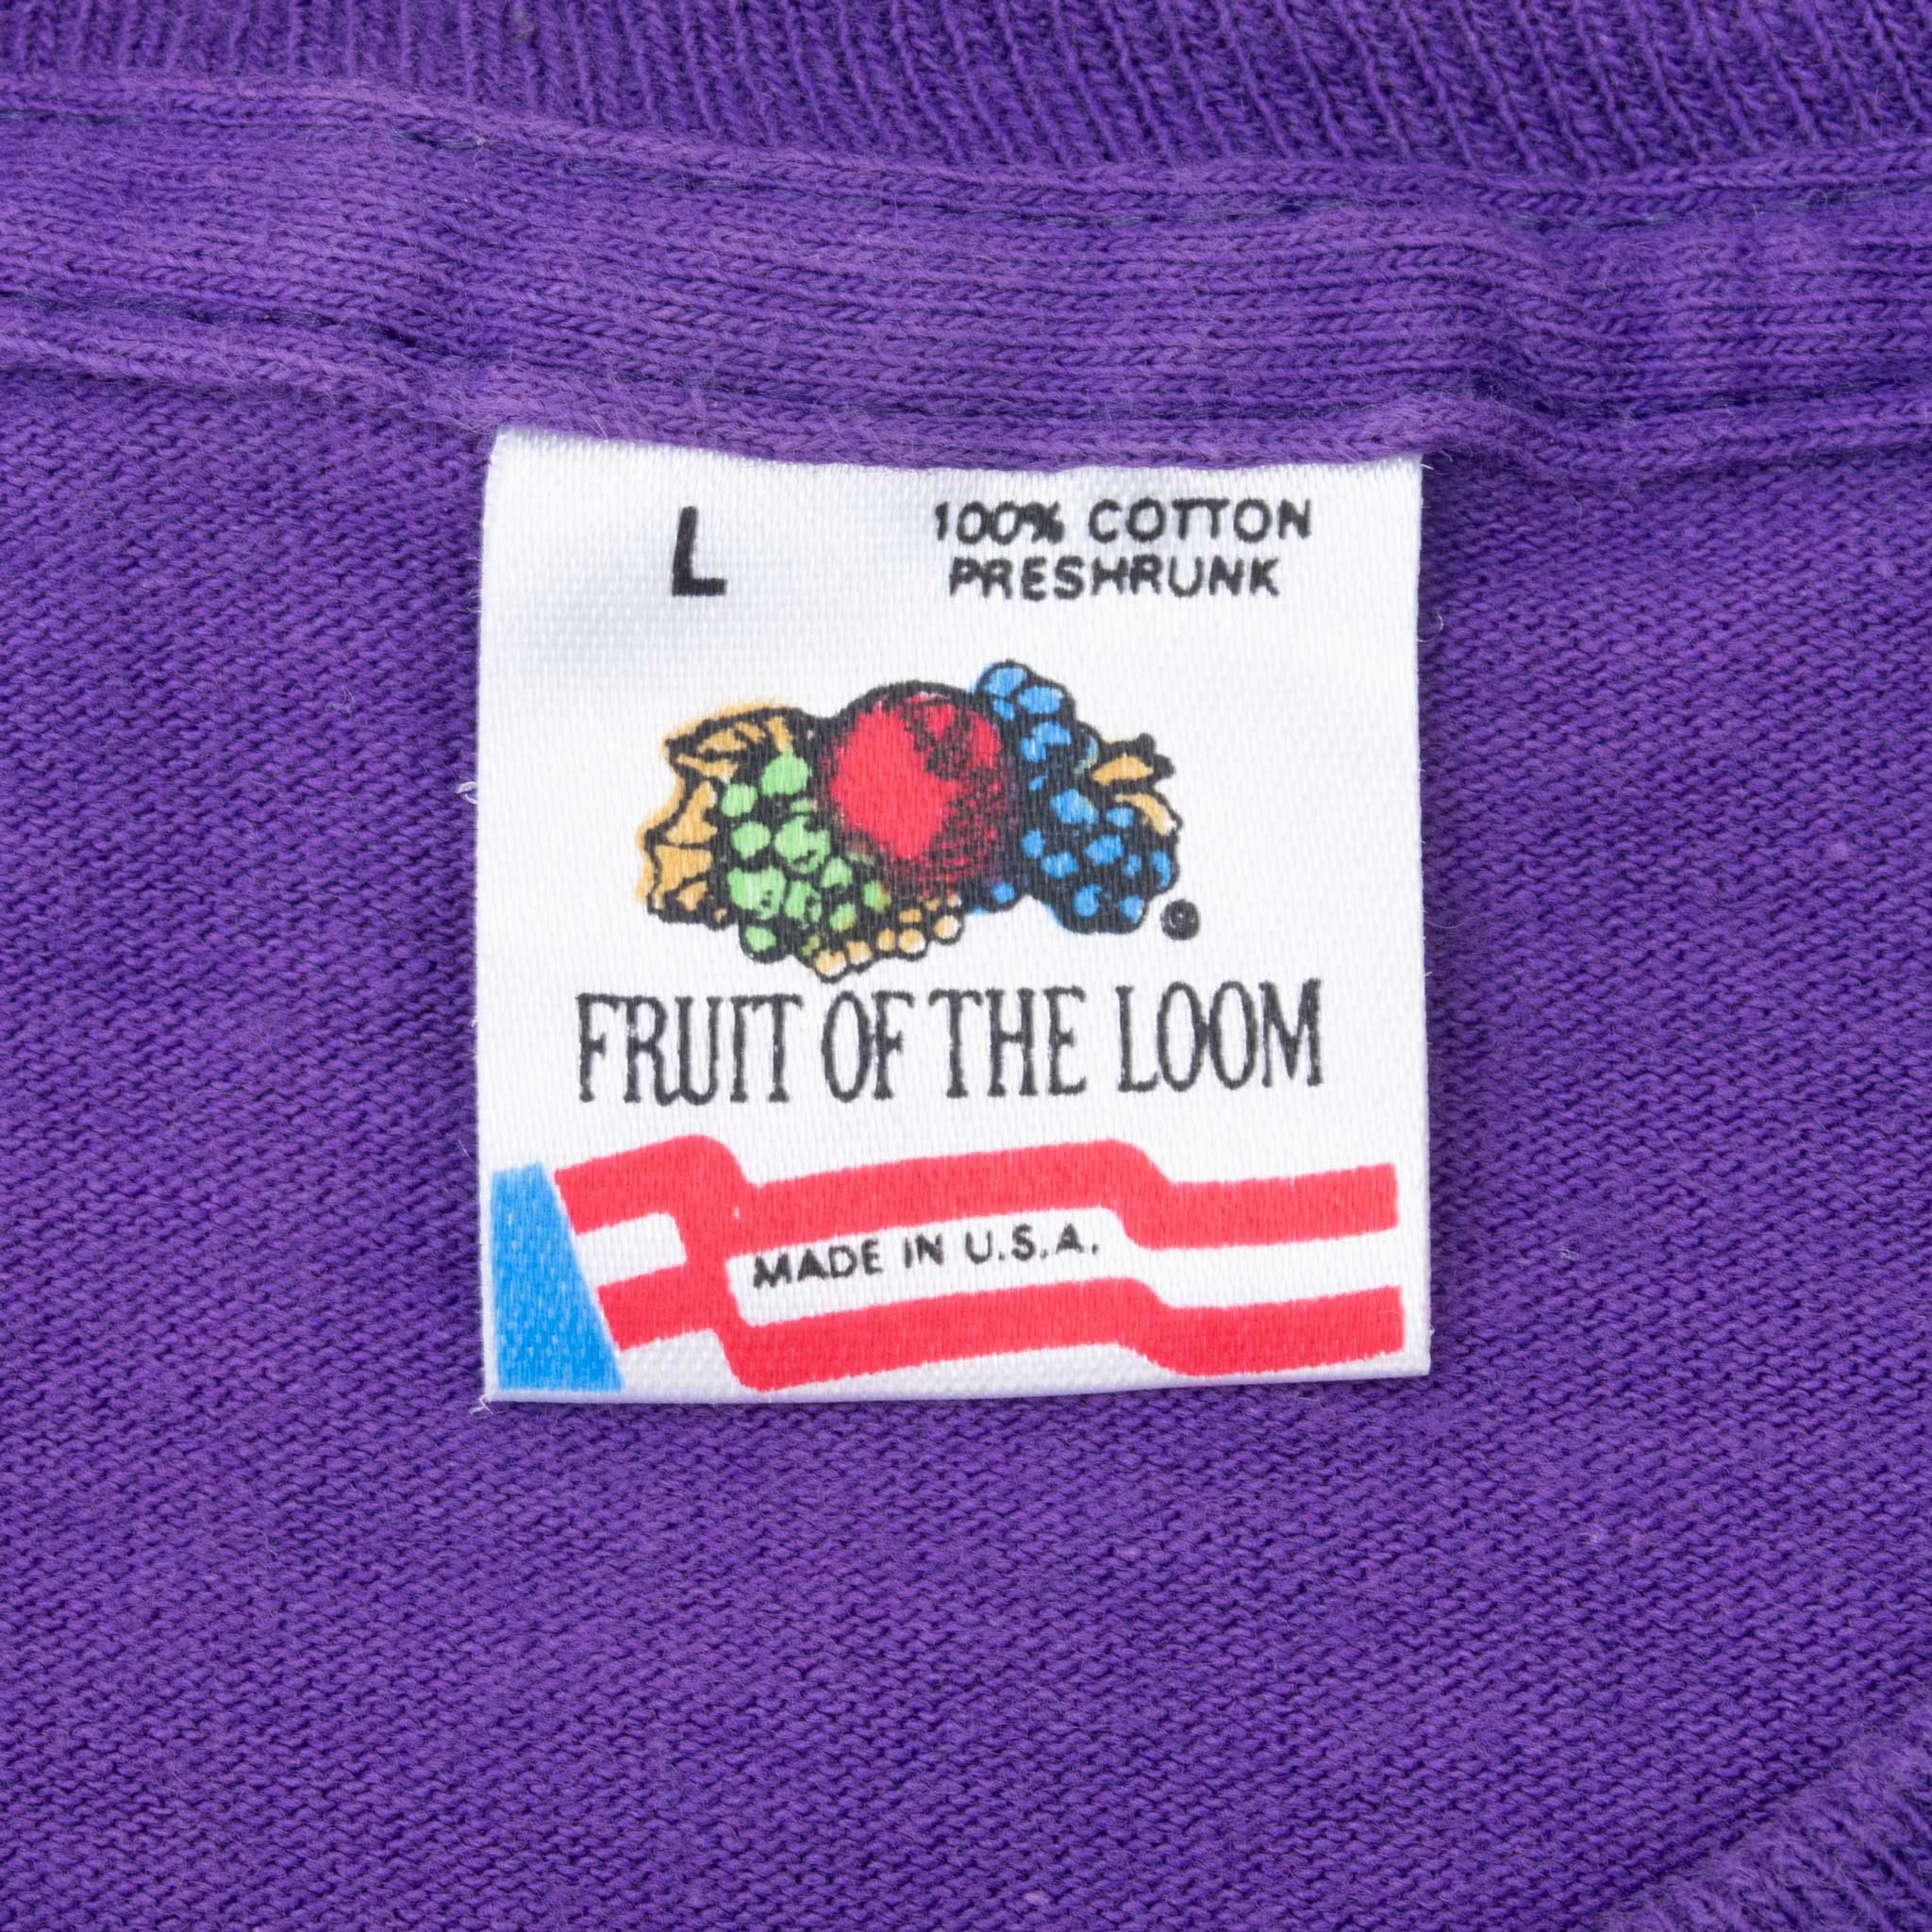 L
100% COTTON
PRESHRUNK
®
FRUIT OF THE LOOM
MADE IN U.S.A.